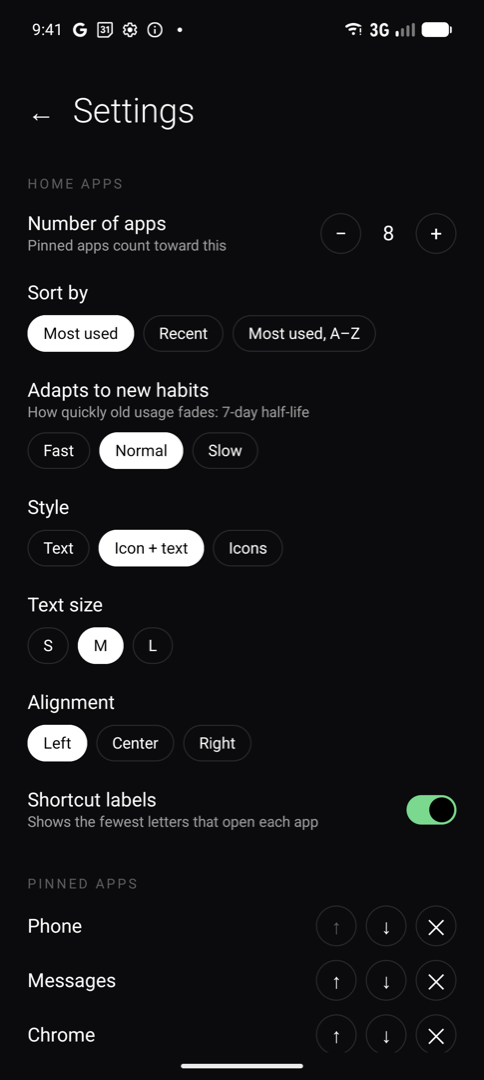 9:41 G 31 3G
← Settings
HOME APPS
Number of apps
Pinned apps count toward this
− 8 +
Sort by
Most used Recent Most used, A–Z
Adapts to new habits
How quickly old usage fades: 7-day half-life
Fast Normal Slow
Style
Text Icon + text Icons
Text size
S M L
Alignment
Left Center Right
Shortcut labels
Shows the fewest letters that open each app
PINNED APPS
Phone ↑ ↓ ✕
Messages ↑ ↓ ✕
Chrome ↑ ↓ ✕